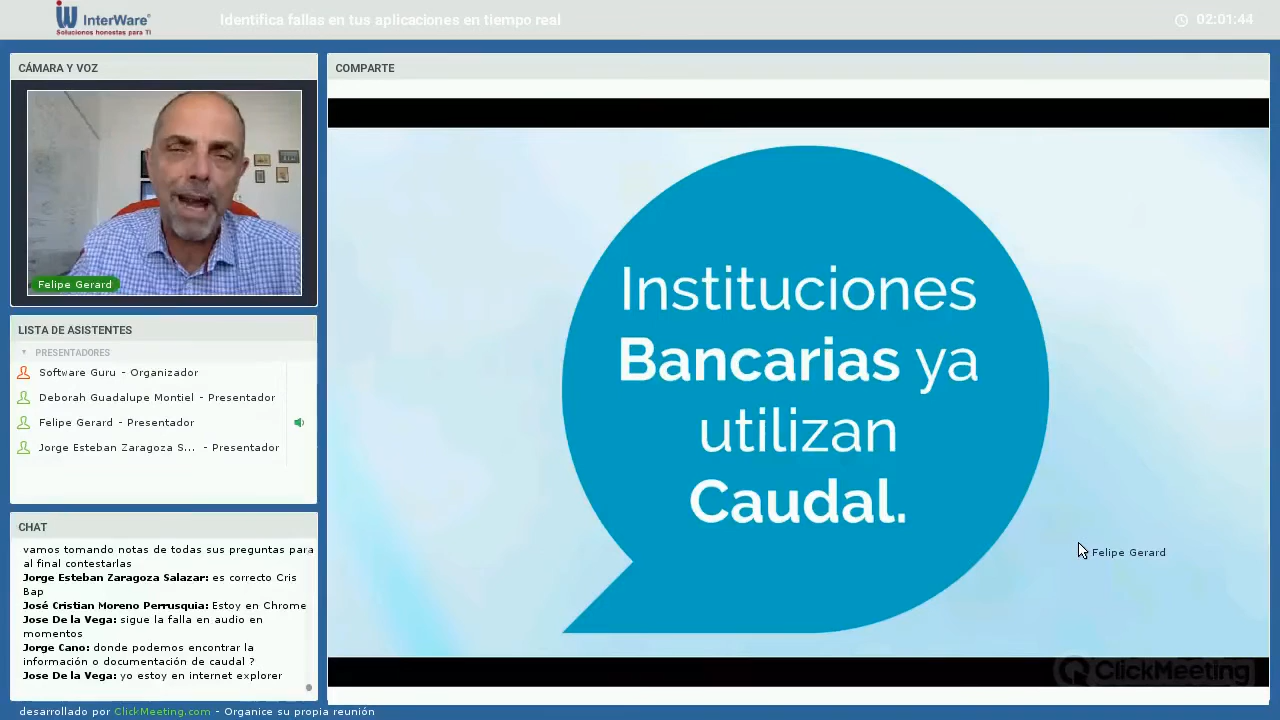 InterWare®
Soluciones honestas para Ti
Identifica fallas en tus aplicaciones en tiempo real
02:01:44
CÁMARA Y VOZ
Felipe Gerard
LISTA DE ASISTENTES
PRESENTADORES
Software Guru - Organizador
Deborah Guadalupe Montiel - Presentador
Felipe Gerard - Presentador
Jorge Esteban Zaragoza S... - Presentador
CHAT
vamos tomando notas de todas sus preguntas para
al final contestarlas
Jorge Esteban Zaragoza Salazar: es correcto Cris
Bap
José Cristian Moreno Perrusquia: Estoy en Chrome
Jose De la Vega: sigue la falla en audio en
momentos
Jorge Cano: donde podemos encontrar la
información o documentación de caudal ?
Jose De la Vega: yo estoy en internet explorer
COMPARTE
Instituciones
Bancarias ya
utilizan
Caudal.
Felipe Gerard
ClickMeeting
desarrollado por ClickMeeting.com - Organice su propia reunión